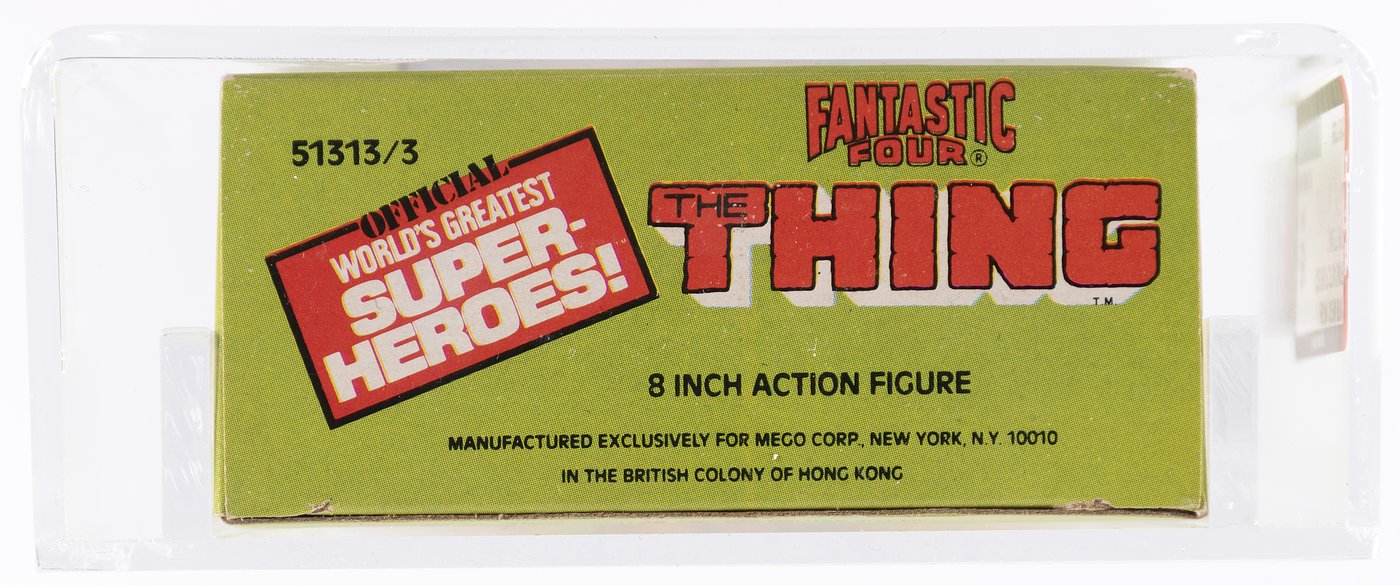 51313/3
OFFICIAL
WORLD'S GREATEST
SUPER-
HEROES!
FANTASTIC
FOUR®
THE THING
T.M.
8 INCH ACTION FIGURE
MANUFACTURED EXCLUSIVELY FOR MEGO CORP., NEW YORK, N.Y. 10010
IN THE BRITISH COLONY OF HONG KONG